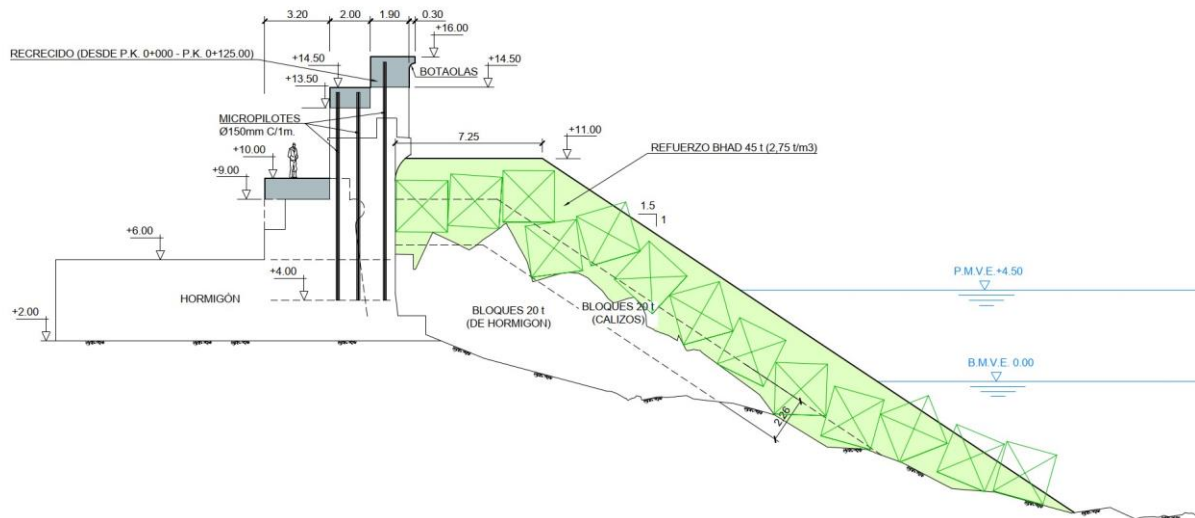 3.20
2.00
1.90
0.30
+16.00
RECRECIDO (DESDE P.K. 0+000 - P.K. 0+125.00)
BOTAOLAS
+14.50
+14.50
+13.50
MICROPILOTES
Ø150mm C/1m.
7.25
+11.00
REFUERZO BHAD 45 t (2,75 t/m3)
+10.00
+9.00
1.5
1
+6.00
P.M.V.E.+4.50
+4.00
HORMIGÓN
BLOQUES 20 t
(DE HORMIGON)
BLOQUES 20 t
(CALIZOS)
+2.00
B.M.V.E. 0.00
2.26